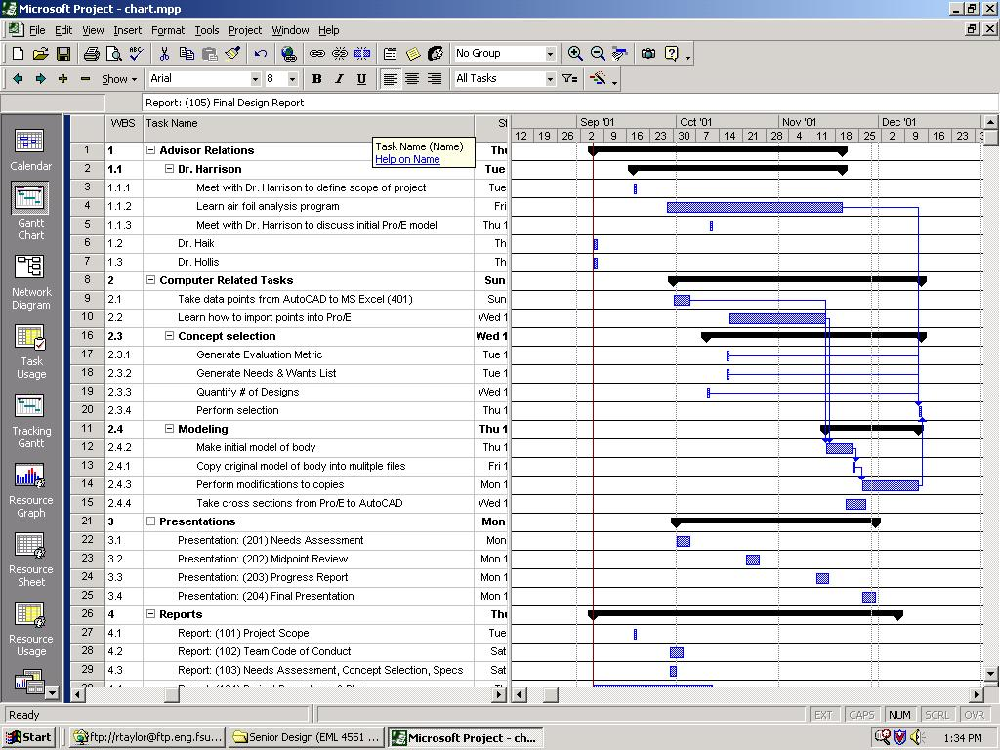 Microsoft Project - chart.mpp
File Edit View Insert Format Tools Project Window Help
No Group
Show Arial 8 B I U All Tasks
Report: (105) Final Design Report
WBS Task Name St Sep '01 Oct '01 Nov '01 Dec '01
12 19 26 2 9 16 23 30 7 14 21 28 4 11 18 25 2 9 16 23 3
Task Name (Name)
Help on Name
Calendar
Gantt Chart
Network Diagram
Task Usage
Tracking Gantt
Resource Graph
Resource Sheet
Resource Usage
1 1 Advisor Relations Thu
2 1.1 Dr. Harrison Tue
3 1.1.1 Meet with Dr. Harrison to define scope of project Tue
4 1.1.2 Learn air foil analysis program Fri
5 1.1.3 Meet with Dr. Harrison to discuss initial Pro/E model Thu 1
6 1.2 Dr. Haik Th
7 1.3 Dr. Hollis Th
8 2 Computer Related Tasks Sun
9 2.1 Take data points from AutoCAD to MS Excel (401) Sun
10 2.2 Learn how to import points into Pro/E Wed 1
16 2.3 Concept selection Wed 1
17 2.3.1 Generate Evaluation Metric Tue 1
18 2.3.2 Generate Needs & Wants List Tue 1
19 2.3.3 Quantify # of Designs Wed 1
20 2.3.4 Perform selection Thu 1
11 2.4 Modeling Thu 1
12 2.4.2 Make initial model of body Thu 1
13 2.4.1 Copy original model of body into mulitple files Fri 1
14 2.4.3 Perform modifications to copies Mon 1
15 2.4.4 Take cross sections from Pro/E to AutoCAD Wed 1
21 3 Presentations Mon
22 3.1 Presentation: (201) Needs Assessment Mon
23 3.2 Presentation: (202) Midpoint Review Mon 1
24 3.3 Presentation: (203) Progress Report Mon 1
25 3.4 Presentation: (204) Final Presentation Mon 1
26 4 Reports Thu
27 4.1 Report: (101) Project Scope Tue
28 4.2 Report: (102) Team Code of Conduct Sat
29 4.3 Report: (103) Needs Assessment, Concept Selection, Specs Sat
Ready EXT CAPS NUM SCRL OVR
Start ftp://rtaylor@ftp.eng.fsu... Senior Design (EML 4551 ... Microsoft Project - ch... 1:34 PM